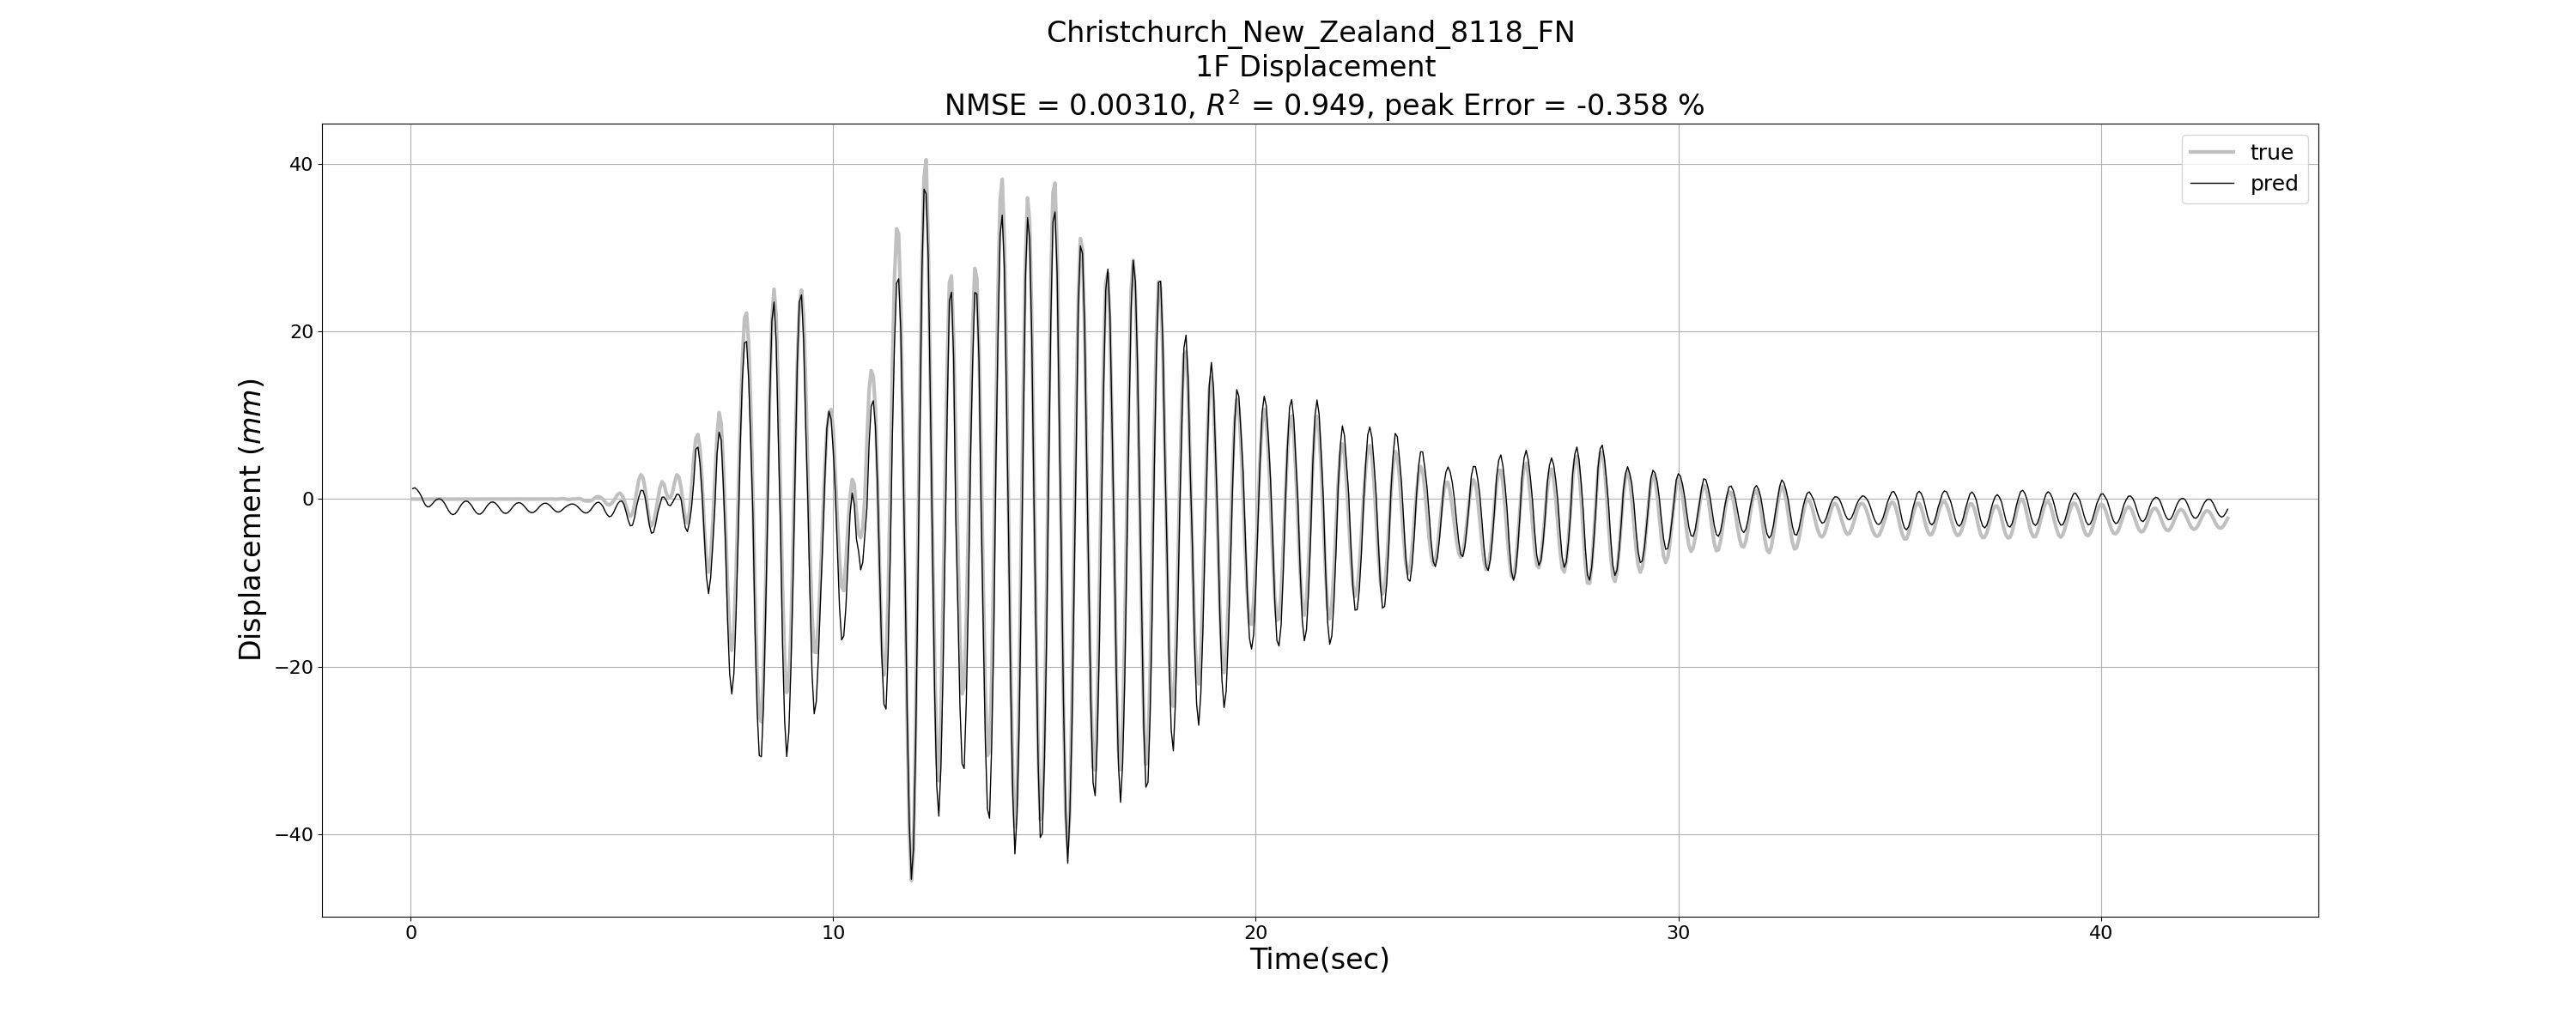 Christchurch_New_Zealand_8118_FN
1F Displacement
NMSE = 0.00310, R² = 0.949, peak Error = -0.358 %
true
pred
40
20
0
−20
−40
Displacement (mm)
0 10 20 30 40
Time(sec)